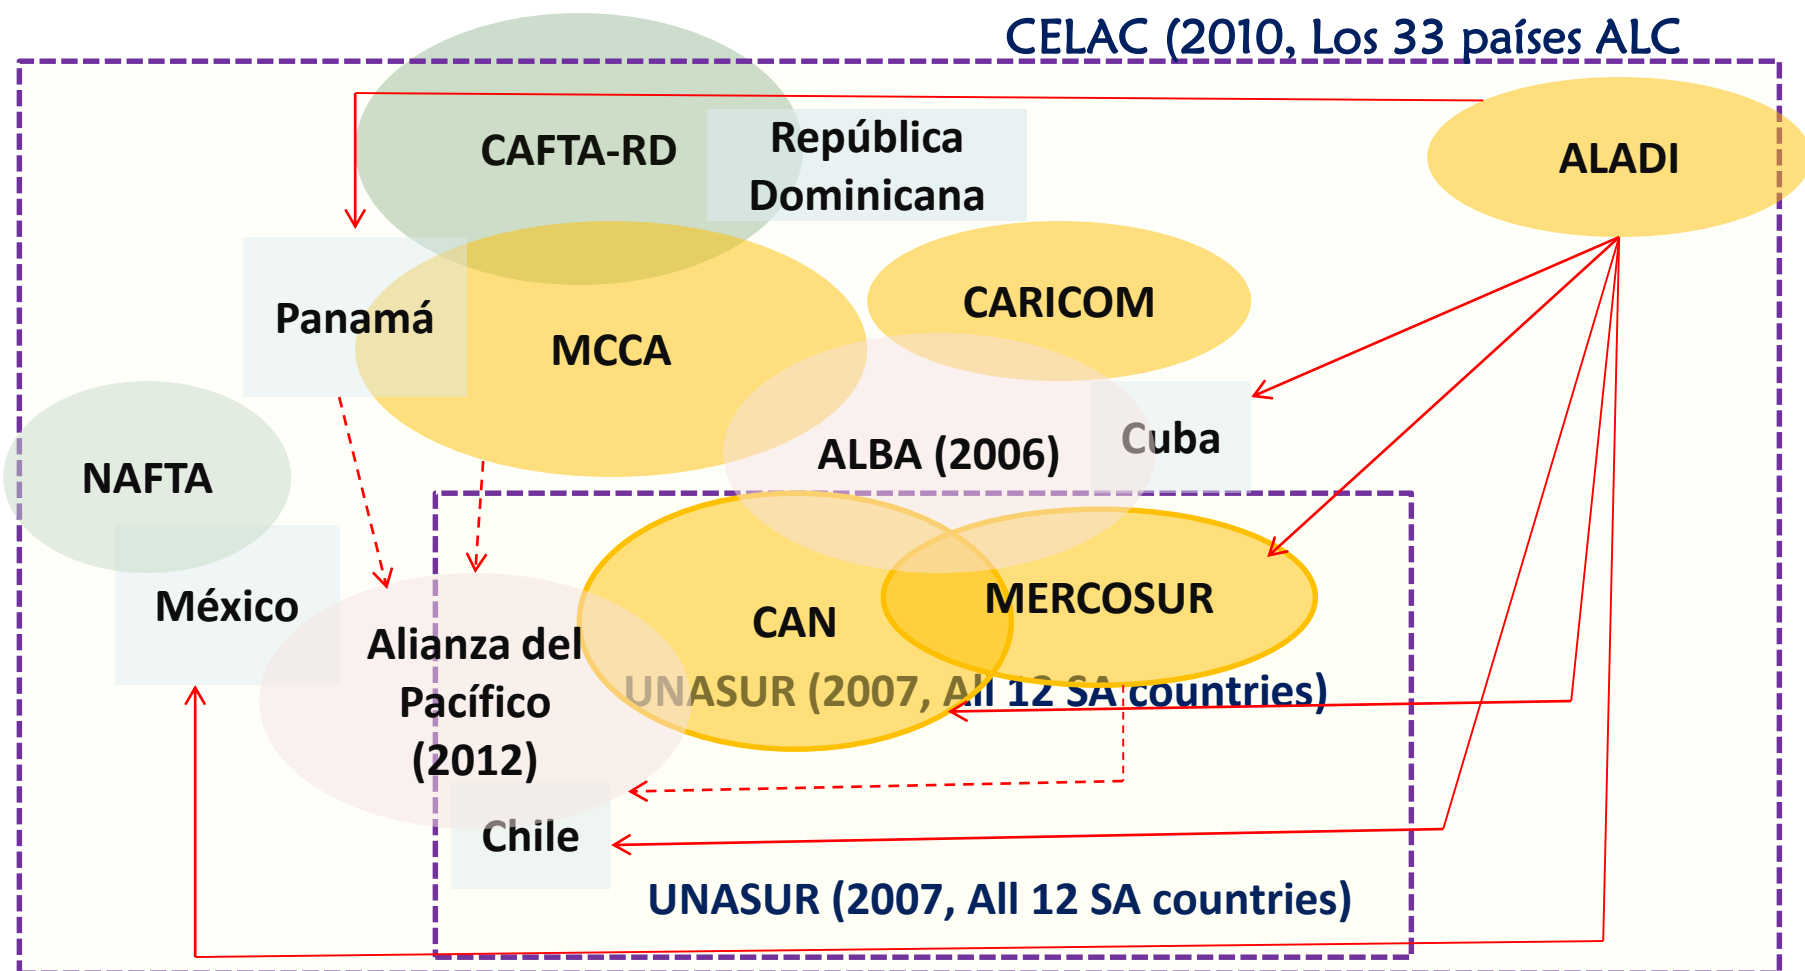 CELAC (2010, Los 33 países ALC
CAFTA-RD
República
Dominicana
ALADI
Panamá
MCCA
CARICOM
NAFTA
ALBA (2006)
Cuba
México
CAN
MERCOSUR
Alianza del
Pacífico
(2012)
UNASUR (2007, All 12 SA countries)
Chile
UNASUR (2007, All 12 SA countries)